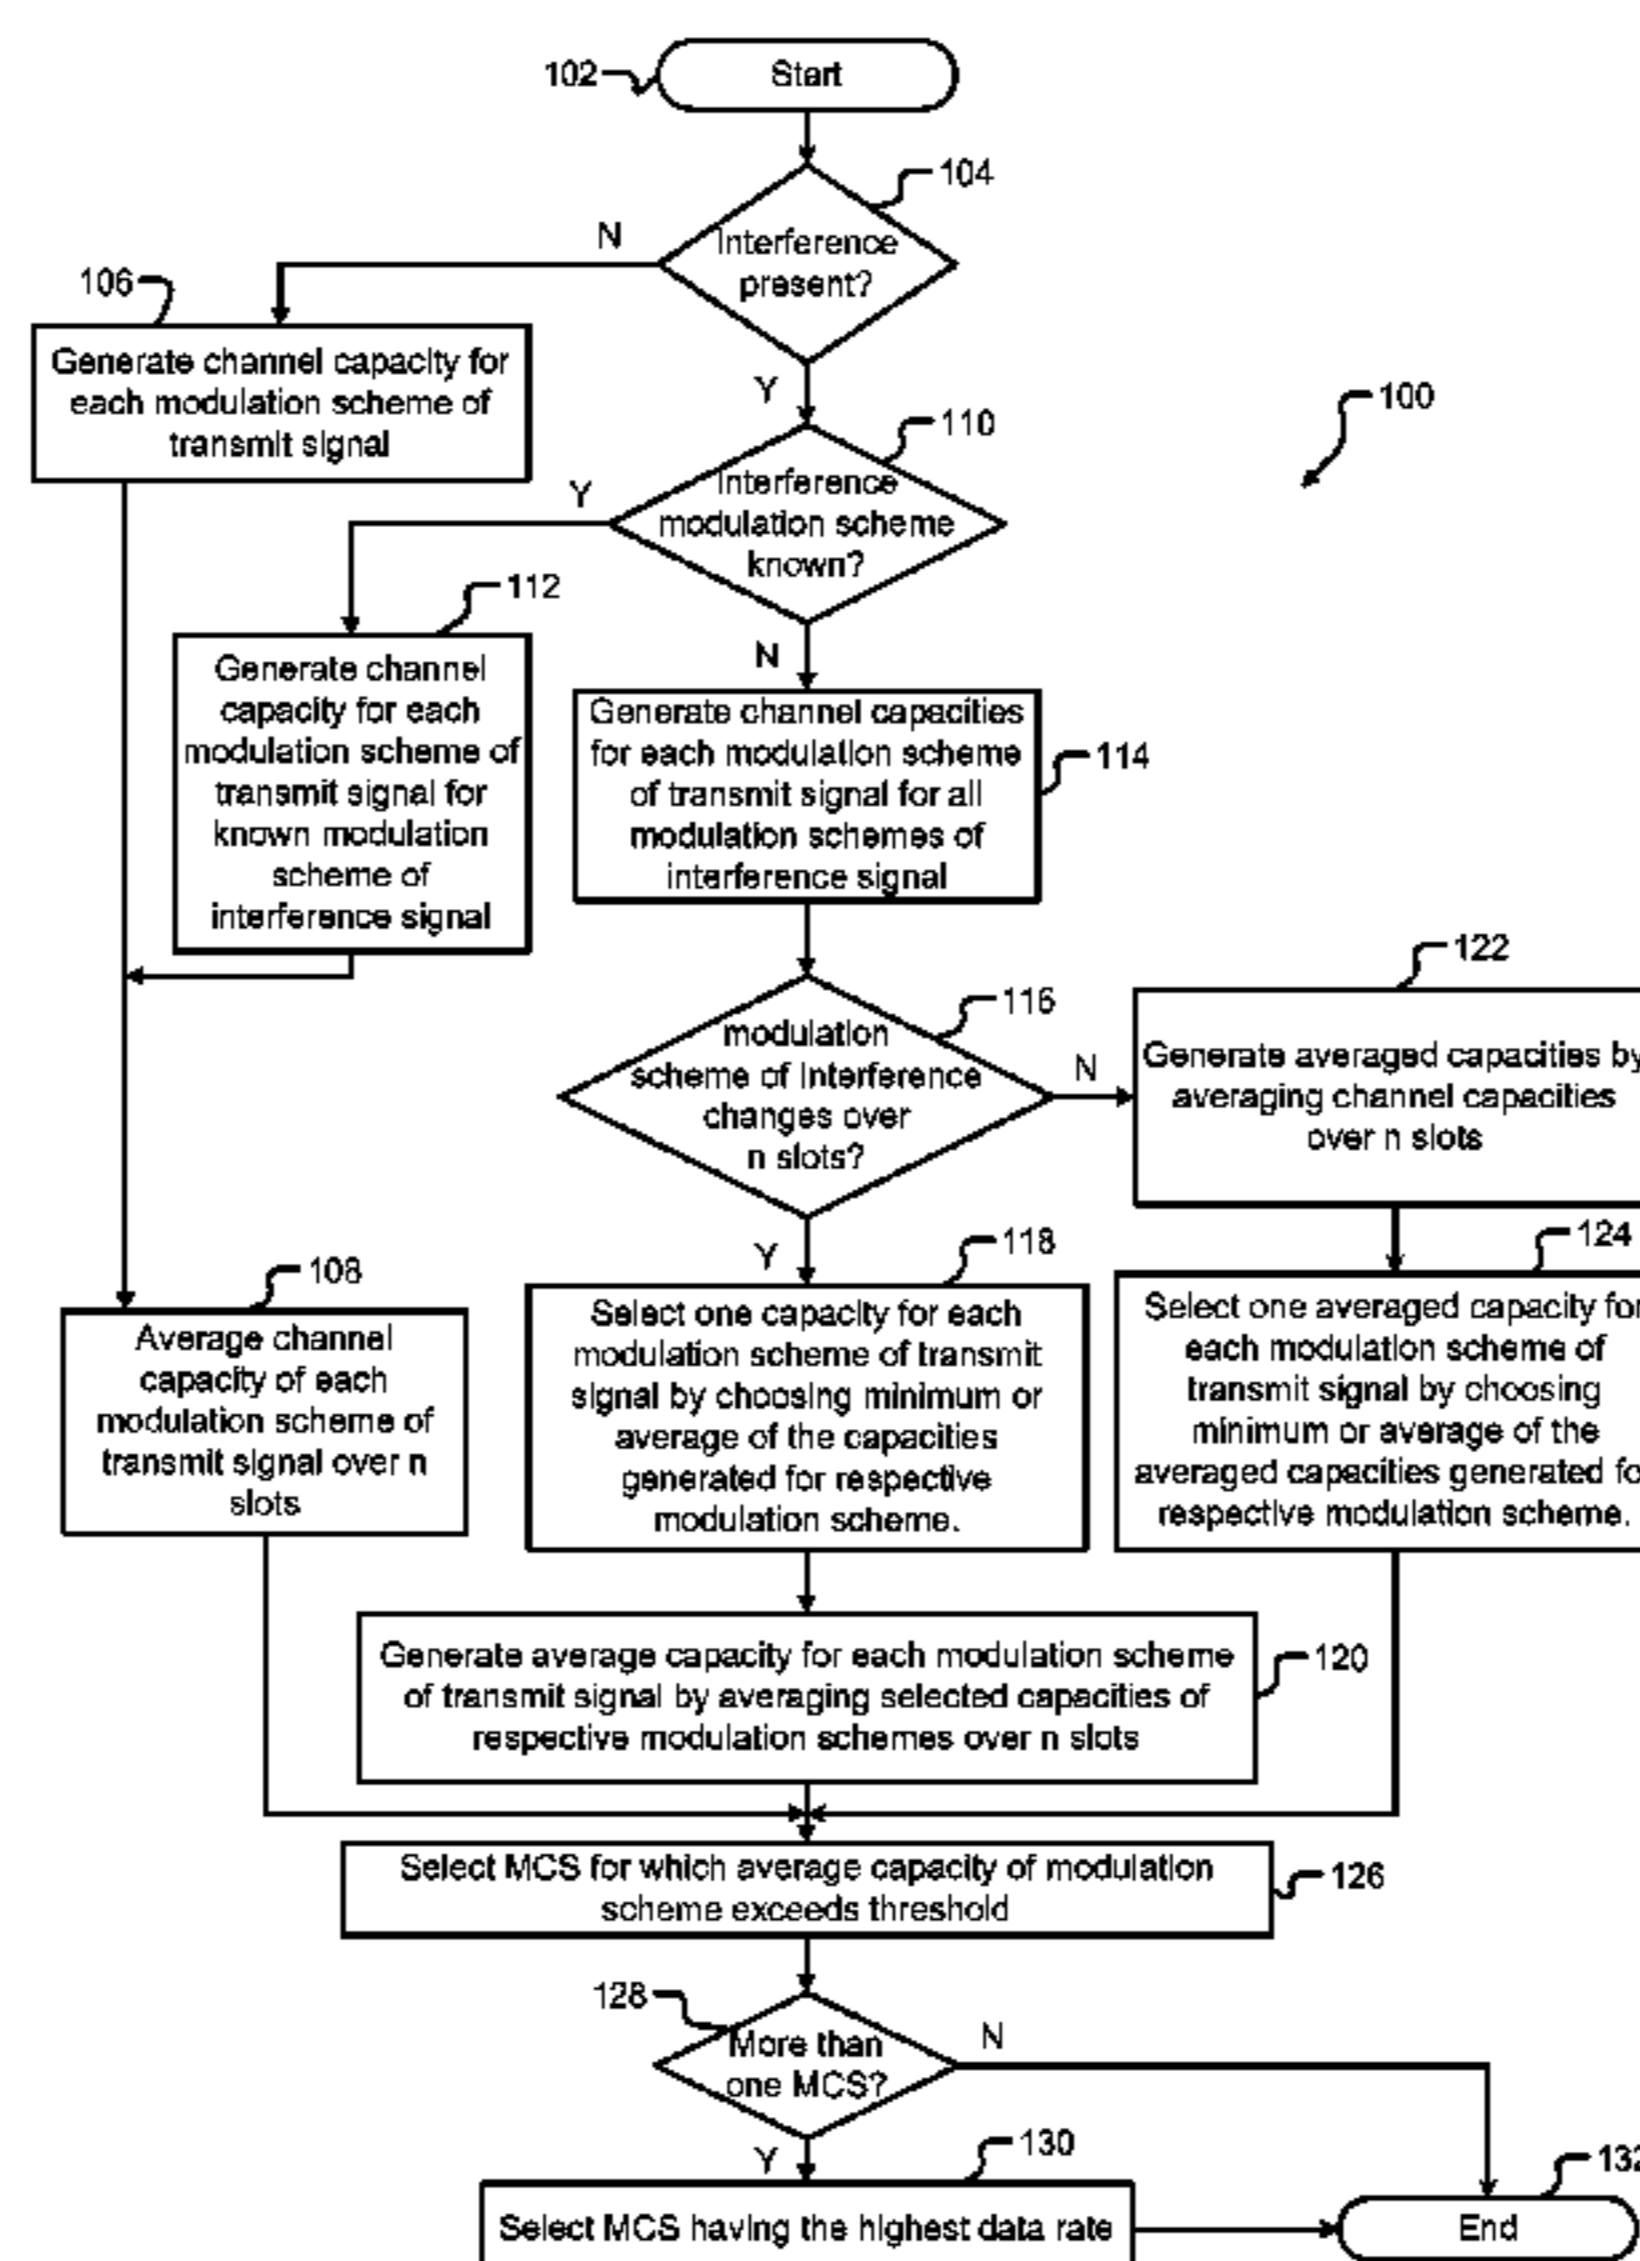 102
Start
104
N
Interference
present?
106
Generate channel capacity for
each modulation scheme of
transmit signal
Y
100
110
Y
Interference
modulation scheme
known?
112
N
Generate channel
capacity for each
modulation scheme of
transmit signal for
known modulation
scheme of
interference signal
Generate channel capacities
for each modulation scheme
of transmit signal for all
modulation schemes of
interference signal
114
122
116
modulation
scheme of interference
changes over
n slots?
N
Generate averaged capacities by
averaging channel capacities
over n slots
Y
118
124
108
Average channel
capacity of each
modulation scheme of
transmit signal over n
slots
Select one capacity for each
modulation scheme of transmit
signal by choosing minimum or
average of the capacities
generated for respective
modulation scheme.
Select one averaged capacity for
each modulation scheme of
transmit signal by choosing
minimum or average of the
averaged capacities generated fo
respective modulation scheme.
Generate average capacity for each modulation scheme
of transmit signal by averaging selected capacities of
respective modulation schemes over n slots
120
Select MCS for which average capacity of modulation
scheme exceeds threshold
126
128
More than
one MCS?
N
Y
130
132
Select MCS having the highest data rate
End